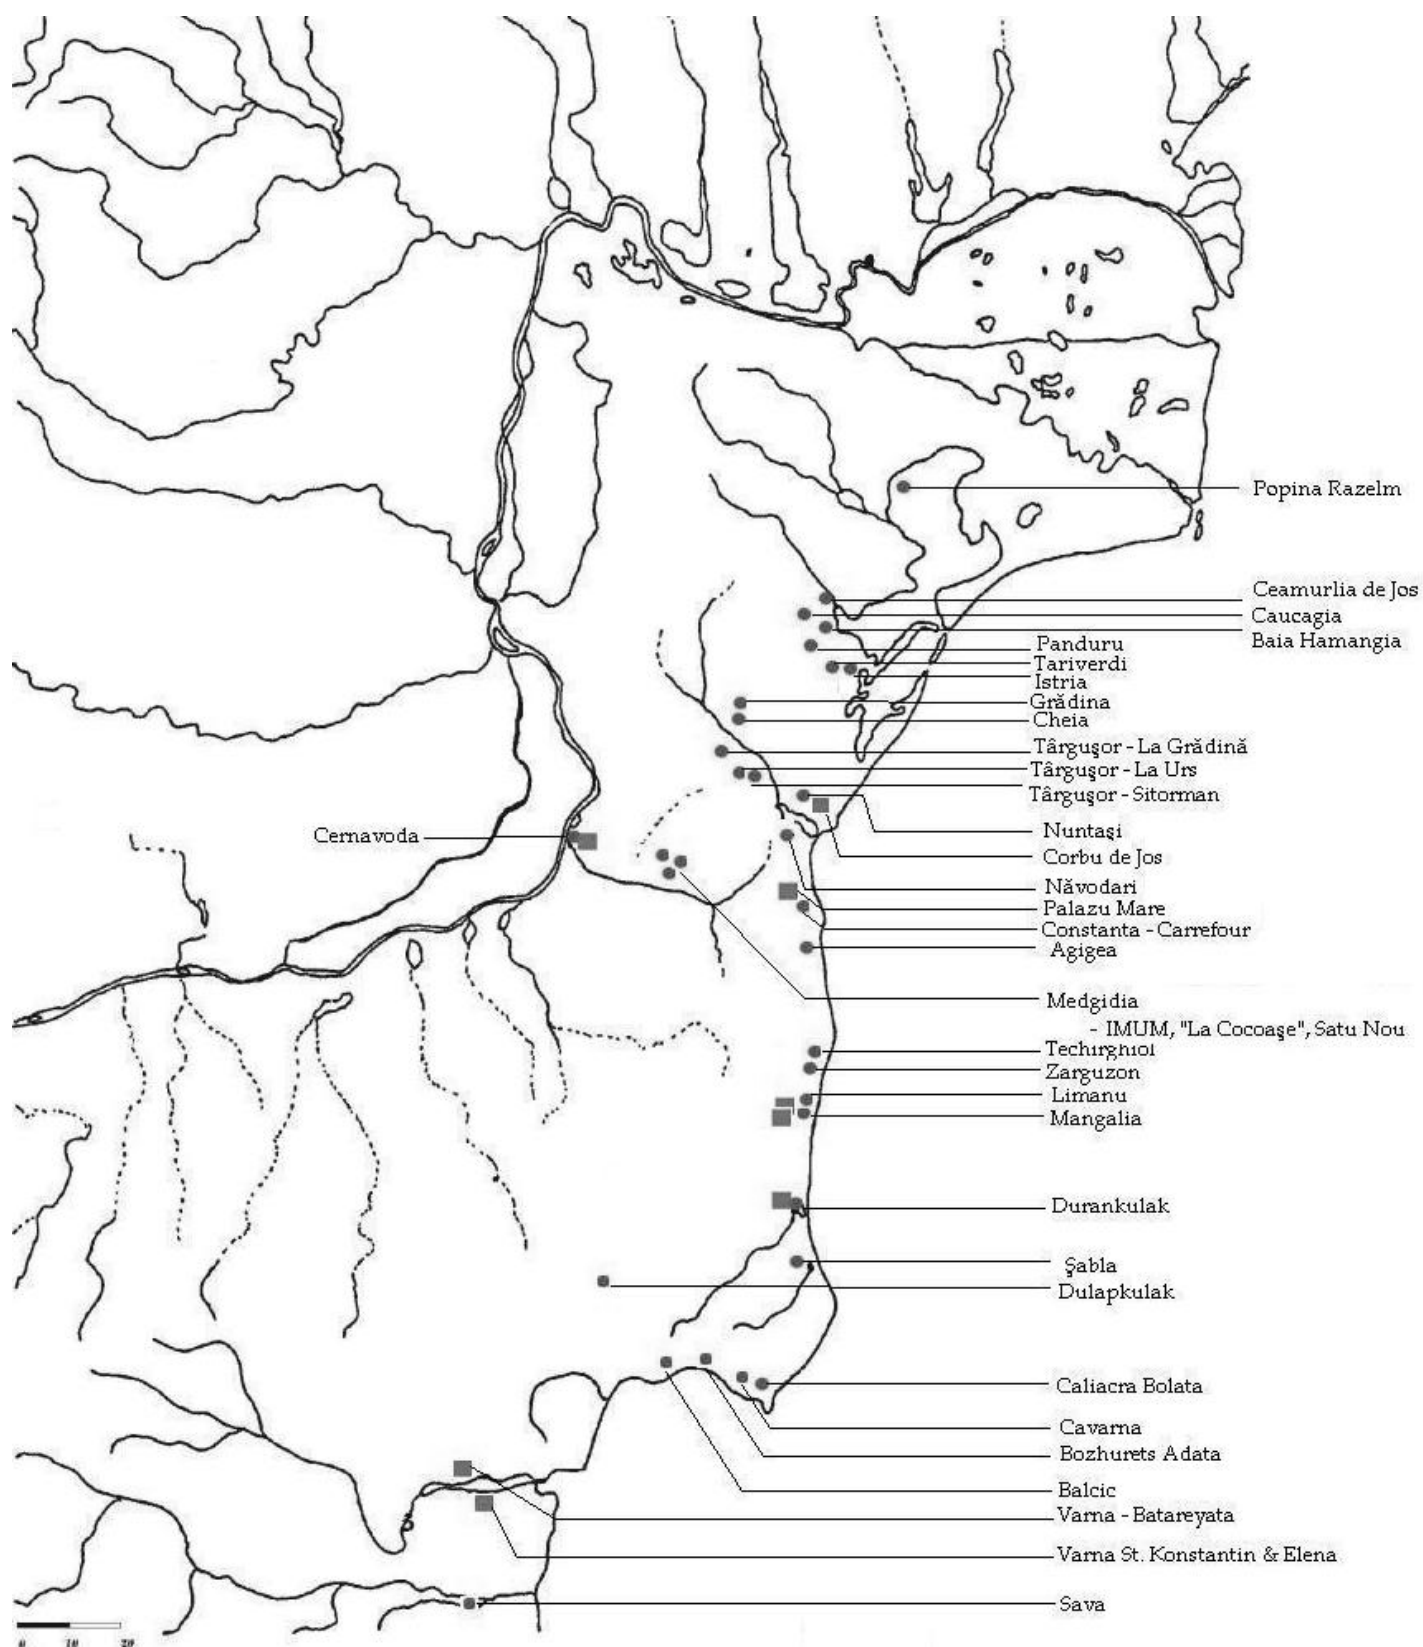 Popina Razelm
Ceamurlia de Jos
Caucagia
Baia Hamangia
Panduru
Tariverdi
Istria
Grădina
Cheia
Târguşor - La Grădină
Târguşor - La Urs
Târguşor - Sitorman
Cernavoda
Nuntaşi
Corbu de Jos
Năvodari
Palazu Mare
Constanta - Carrefour
Agigea
Medgidia
- IMUM, "La Cocoaşe", Satu Nou
Techirghiol
Zarguzon
Limanu
Mangalia
Durankulak
Şabla
Dulapkulak
Caliacra Bolata
Cavarna
Bozhurets Adata
Balcic
Varna - Batareyata
Varna St. Konstantin & Elena
Sava
0 10 20